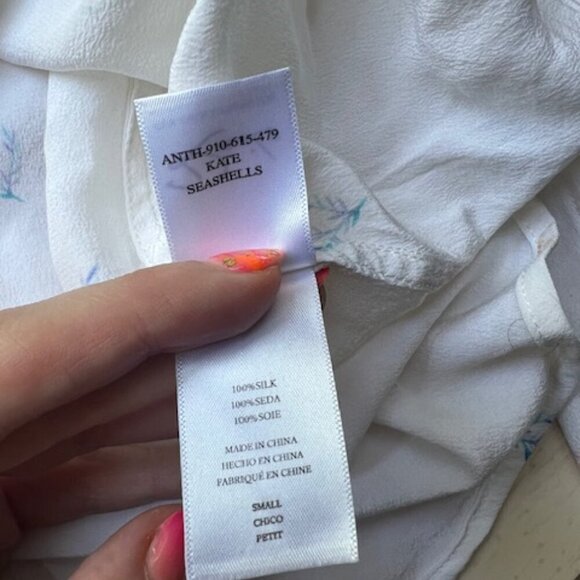 ANTH-910-615-479
KATE
SEASHELLS
100%SILK
100%SEDA
100%SOIE
MADE IN CHINA
HECHO EN CHINA
FABRIQUÉ EN CHINE
SMALL
CHICO
PETIT